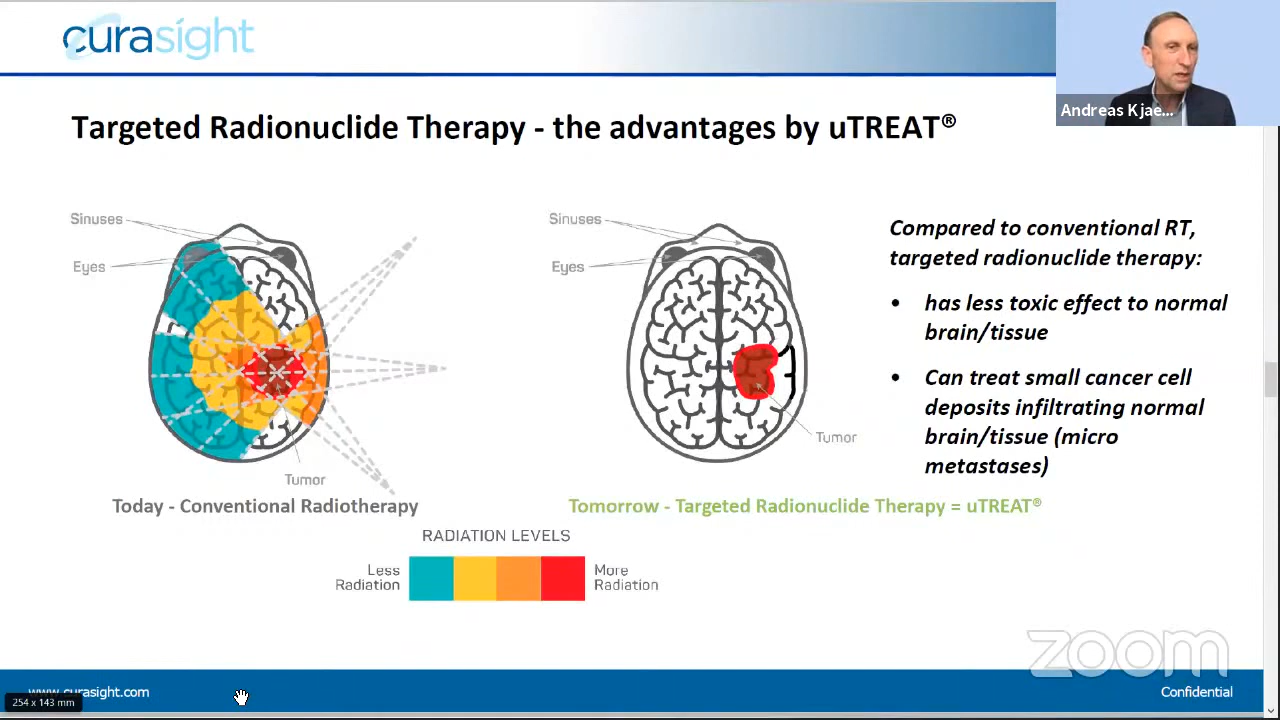 curasight
Andreas Kjae...
Targeted Radionuclide Therapy - the advantages by uTREAT®
Sinuses
Eyes
Tumor
Today - Conventional Radiotherapy
Sinuses
Eyes
Tumor
Tomorrow - Targeted Radionuclide Therapy = uTREAT®
Compared to conventional RT,
targeted radionuclide therapy:
• has less toxic effect to normal
brain/tissue
• Can treat small cancer cell
deposits infiltrating normal
brain/tissue (micro
metastases)
RADIATION LEVELS
Less
Radiation
More
Radiation
zoom
www.curasight.com
254 x 143 mm
Confidential